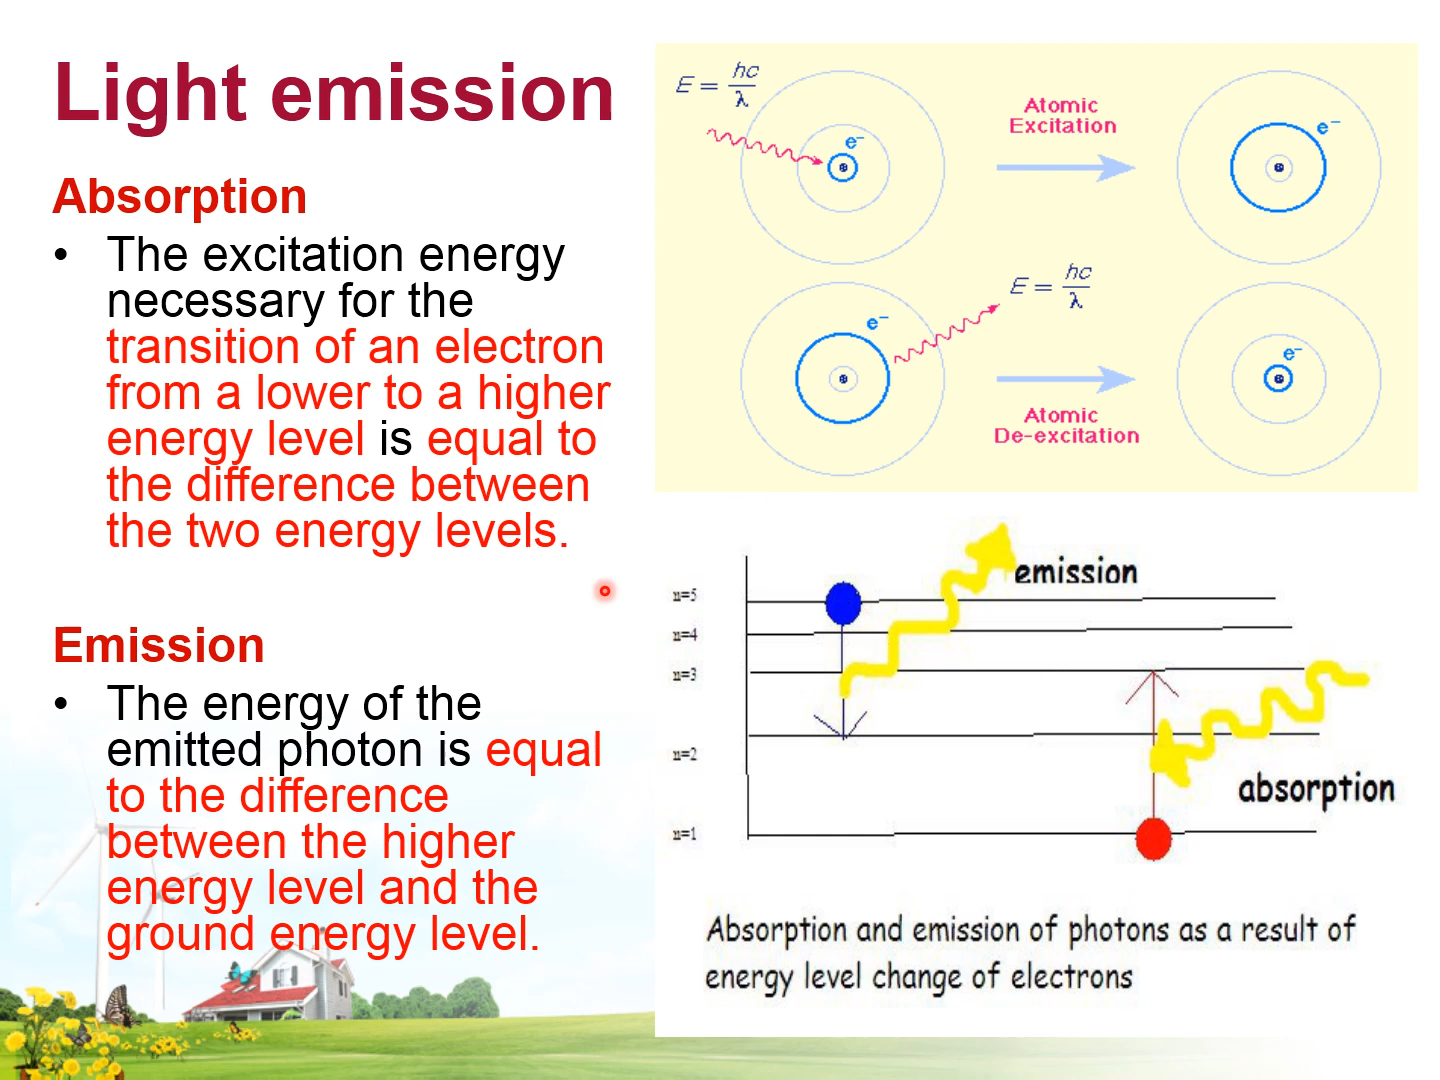 Light emission
Absorption
• The excitation energy
necessary for the
transition of an electron
from a lower to a higher
energy level is equal to
the difference between
the two energy levels.
Emission
• The energy of the
emitted photon is equal
to the difference
between the higher
energy level and the
ground energy level.
E = hc/λ
e⁻
Atomic
Excitation
e⁻
e⁻
E = hc/λ
Atomic
De-excitation
e⁻
emission
n=5
n=4
n=3
n=2
absorption
n=1
Absorption and emission of photons as a result of
energy level change of electrons